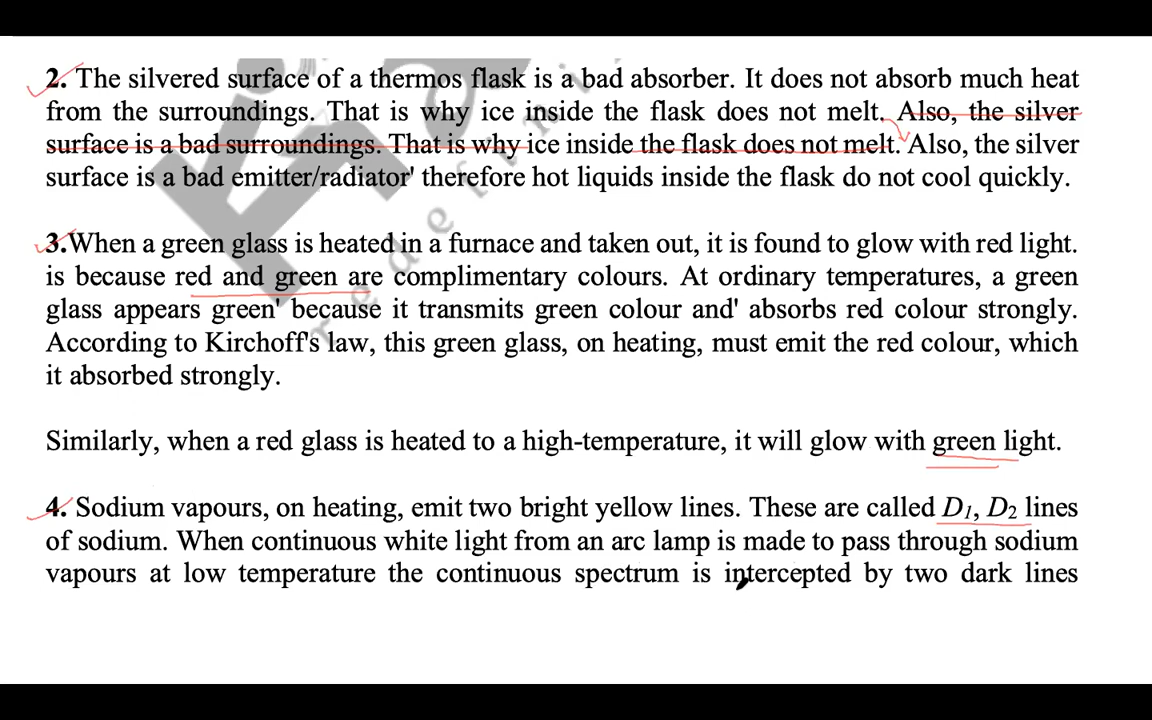 2. The silvered surface of a thermos flask is a bad absorber. It does not absorb much heat
from the surroundings. That is why ice inside the flask does not melt. Also, the silver
surface is a bad surroundings. That is why ice inside the flask does not melt. Also, the silver
surface is a bad emitter/radiator' therefore hot liquids inside the flask do not cool quickly.
3.When a green glass is heated in a furnace and taken out, it is found to glow with red light.
is because red and green are complimentary colours. At ordinary temperatures, a green
glass appears green' because it transmits green colour and' absorbs red colour strongly.
According to Kirchoff's law, this green glass, on heating, must emit the red colour, which
it absorbed strongly.
Similarly, when a red glass is heated to a high-temperature, it will glow with green light.
4. Sodium vapours, on heating, emit two bright yellow lines. These are called D1, D2 lines
of sodium. When continuous white light from an arc lamp is made to pass through sodium
vapours at low temperature the continuous spectrum is intercepted by two dark lines